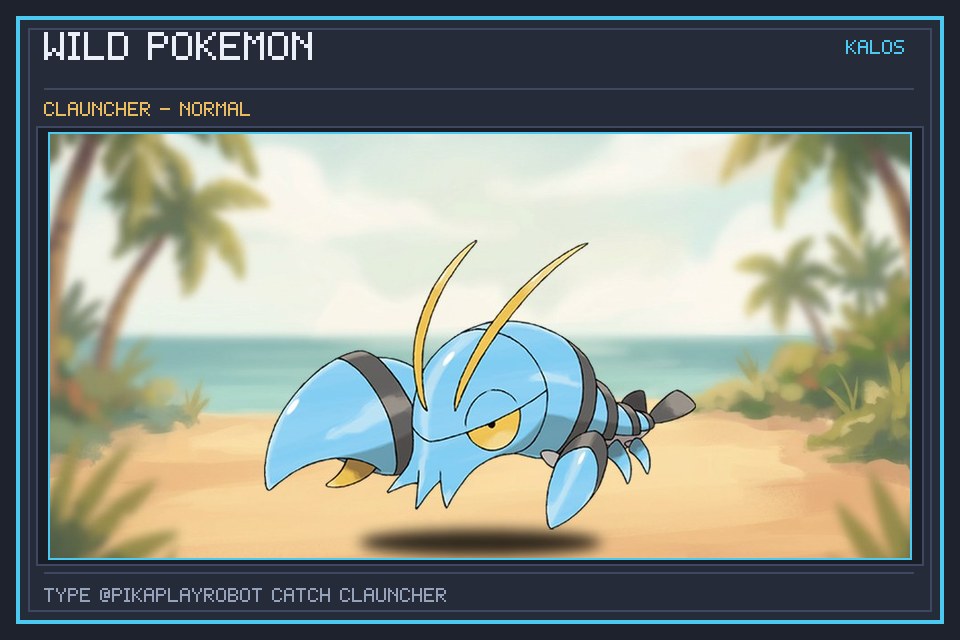 WILD POKEMON
KALOS
CLAUNCHER - NORMAL
TYPE @PIKAPLAYROBOT CATCH CLAUNCHER